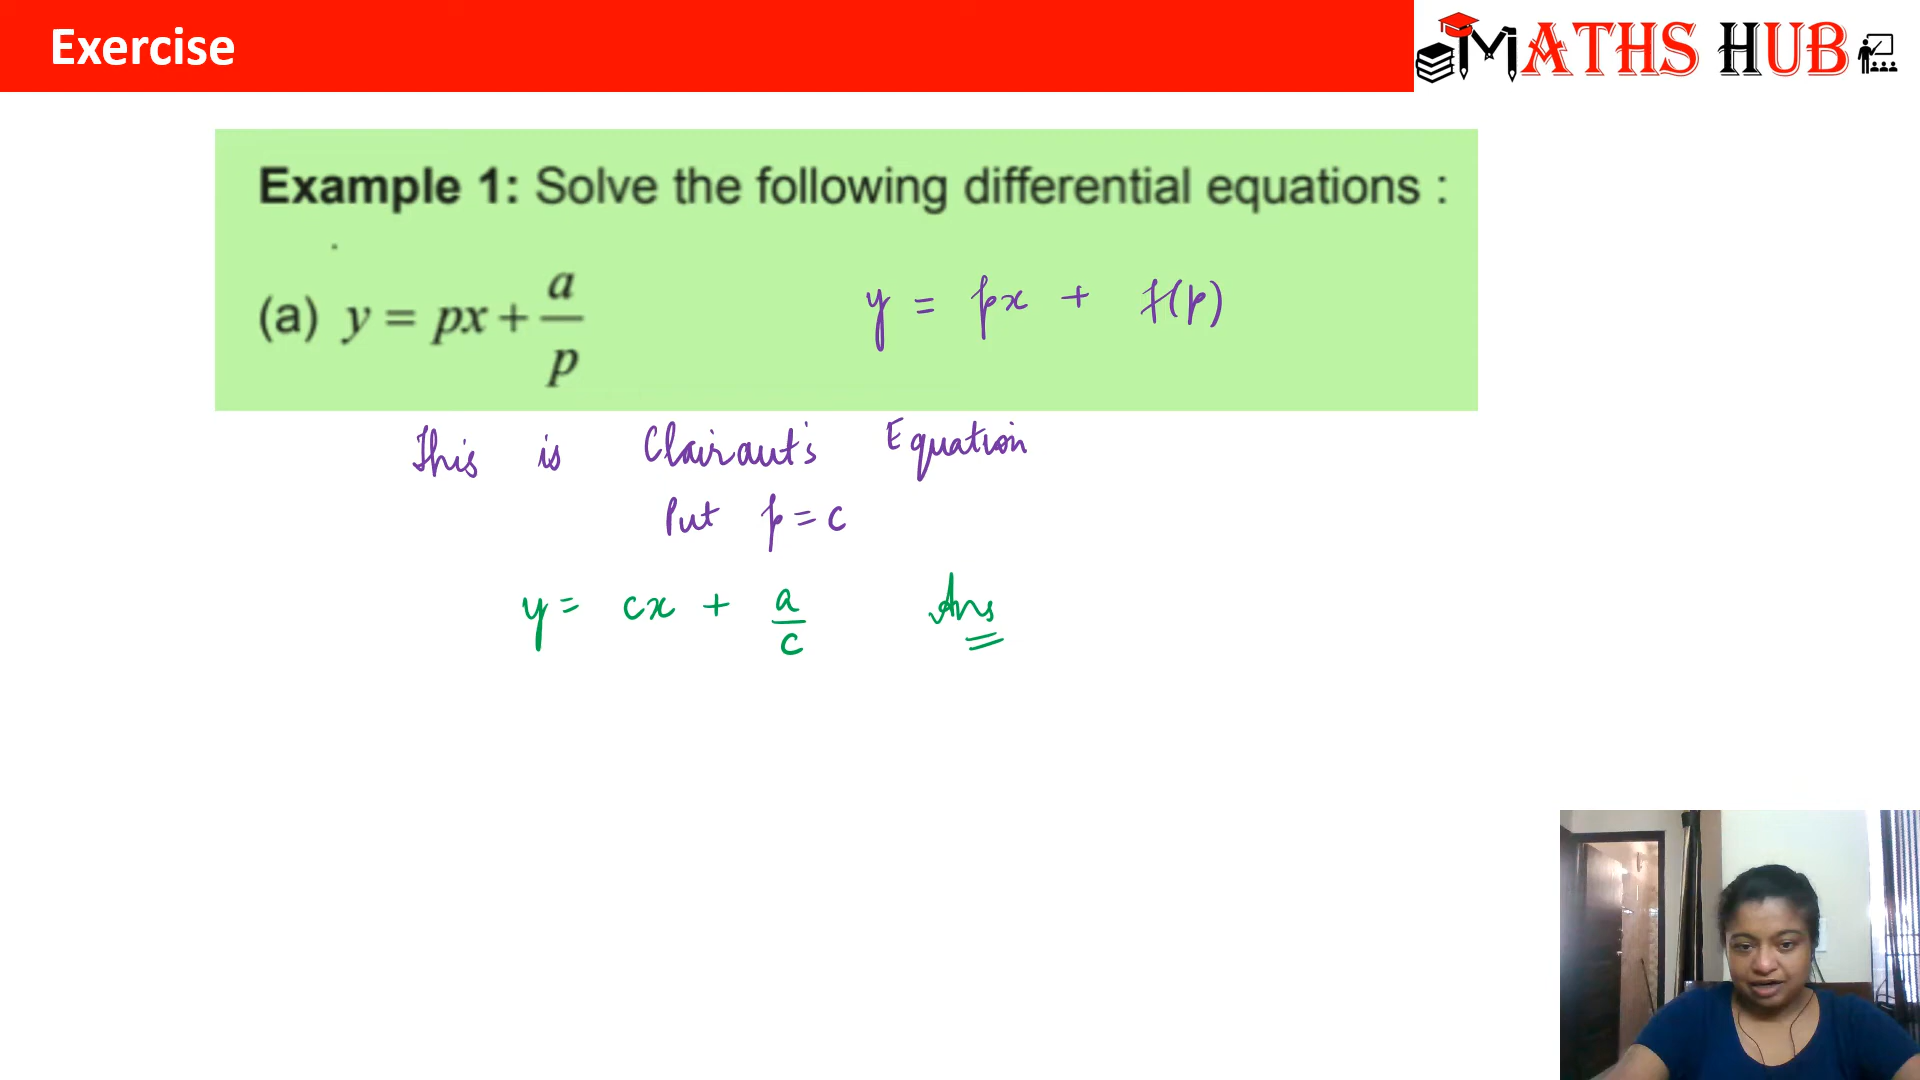 Exercise
MATHS HUB
Example 1: Solve the following differential equations :
(a) y = px + a/p
y = px + f(p)
This is Clairaut's Equation
Put p = c
y = cx + a/c Ans